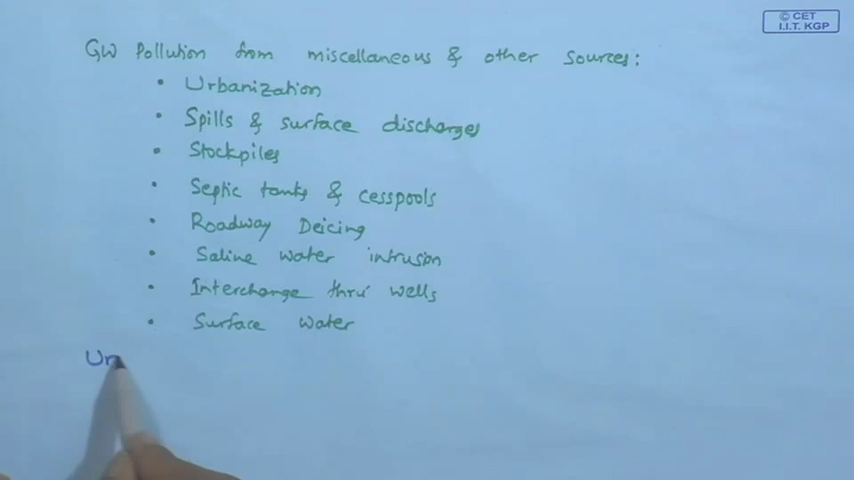 © CET
I.I.T. KGP
GW Pollution from miscellaneous & other sources:
• Urbanization
• Spills & surface discharges
• Stockpiles
• Septic tanks & cesspools
• Roadway Deicing
• Saline water intrusion
• Interchange thru' wells
• Surface water
Ur